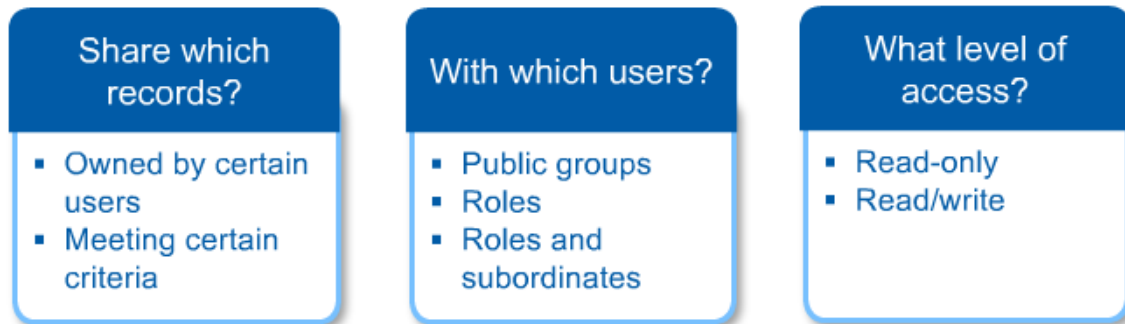 Share which
records?
▪ Owned by certain
users
▪ Meeting certain
criteria
With which users?
▪ Public groups
▪ Roles
▪ Roles and
subordinates
What level of
access?
▪ Read-only
▪ Read/write